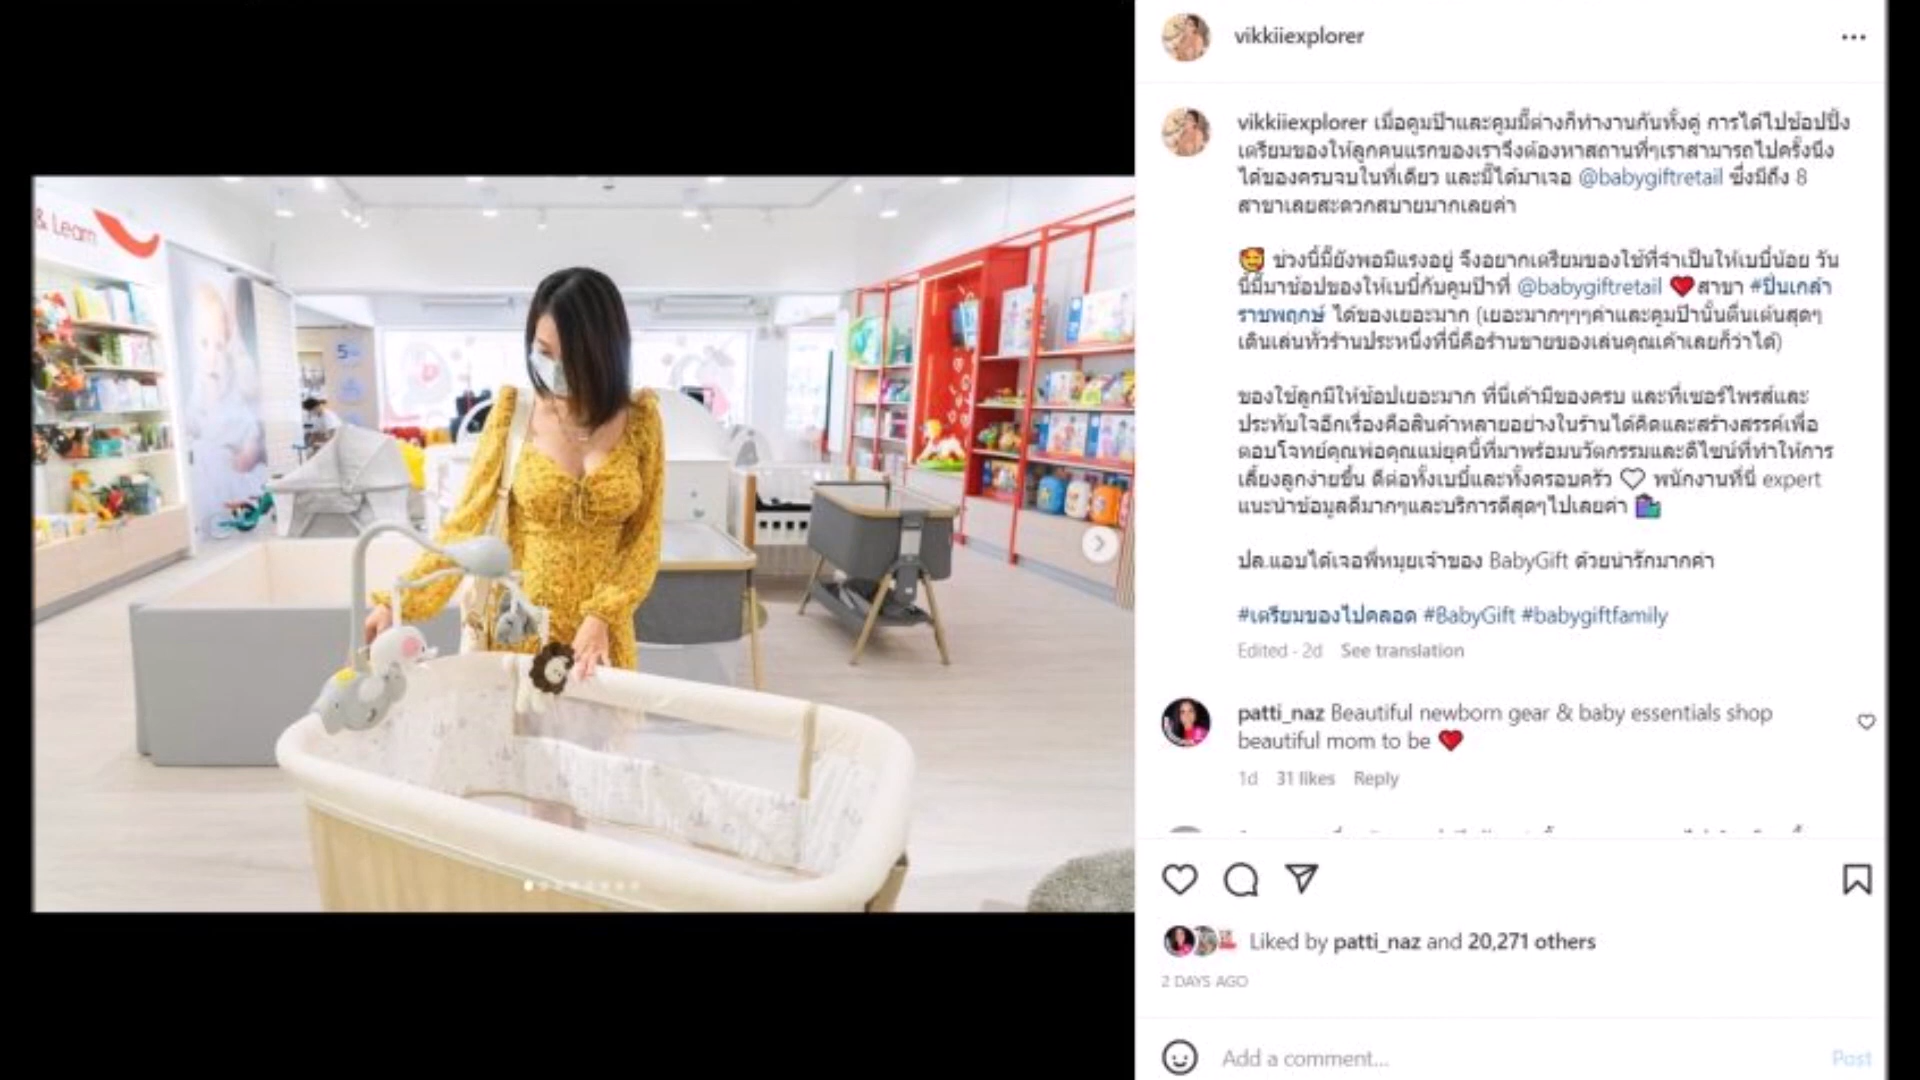 & Learn
5
vikkiiexplorer
vikkiiexplorer เมื่อคูมป๊าและคูมมี๊ต่างก็ทำงานกันทั้งคู่ การได้ไปช้อปปิ้ง
เตรียมของให้ลูกคนแรกของเราจึงต้องหาสถานที่ๆเราสามารถไปครั้งนึง
ได้ของครบจบในที่เดียว และมี๊ได้มาเจอ @babygiftretail ซึ่งมีถึง 8
สาขาเลยสะดวกสบายมากเลยค่า
🥰 ช่วงนี้มี๊ยังพอมีแรงอยู่ จึงอยากเตรียมของใช้ที่จำเป็นให้เบบี๋น้อย วัน
นี้มี๊มาช้อปของให้เบบี๋กับคูมป๊าที่ @babygiftretail ❤️สาขา #ปิ่นเกล้า
ราชพฤกษ์ ได้ของเยอะมาก (เยอะมากๆๆๆค่าและคูมป๊านั้นตื่นเต้นสุดๆ
เดินเล่นทั่วร้านประหนึ่งที่นี่คือร้านขายของเล่นคุณเค้าเลยก็ว่าได้)
ของใช้ลูกมีให้ช้อปเยอะมาก ที่นี่เค้ามีของครบ และที่เซอร์ไพรส์และ
ประทับใจอีกเรื่องคือสินค้าหลายอย่างในร้านได้คิดและสร้างสรรค์เพื่อ
ตอบโจทย์คุณพ่อคุณแม่ยุคนี้ที่มาพร้อมนวัตกรรมและดีไซน์ที่ทำให้การ
เลี้ยงลูกง่ายขึ้น ดีต่อทั้งเบบี๋และทั้งครอบครัว 🤍 พนักงานที่นี่ expert
แนะนำข้อมูลดีมากๆและบริการดีสุดๆไปเลยค่า 🛍️
ปล.แอบได้เจอพี่หมุยเจ้าของ BabyGift ด้วยน่ารักมากค่า
#เตรียมของไปคลอด #BabyGift #babygiftfamily
Edited · 2d See translation
patti_naz Beautiful newborn gear & baby essentials shop
beautiful mom to be ❤️
1d 31 likes Reply
Liked by patti_naz and 20,271 others
2 DAYS AGO
Add a comment...
Post